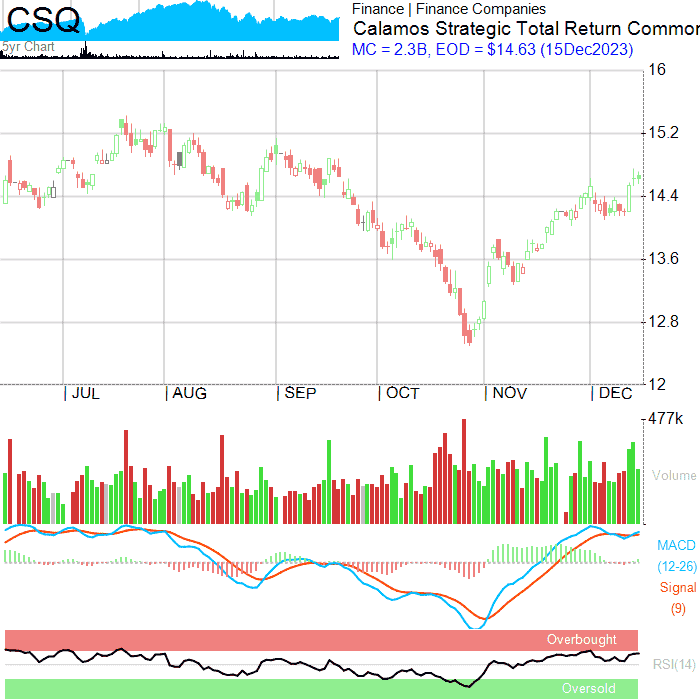 CSQ
5yr Chart
Finance | Finance Companies
Calamos Strategic Total Return Common
MC = 2.3B, EOD = $14.63 (15Dec2023)
16
15.2
14.4
13.6
12.8
12
| JUL | AUG | SEP | OCT | NOV | DEC
477k
Volume
MACD
(12-26)
Signal
(9)
Overbought
RSI(14)
Oversold